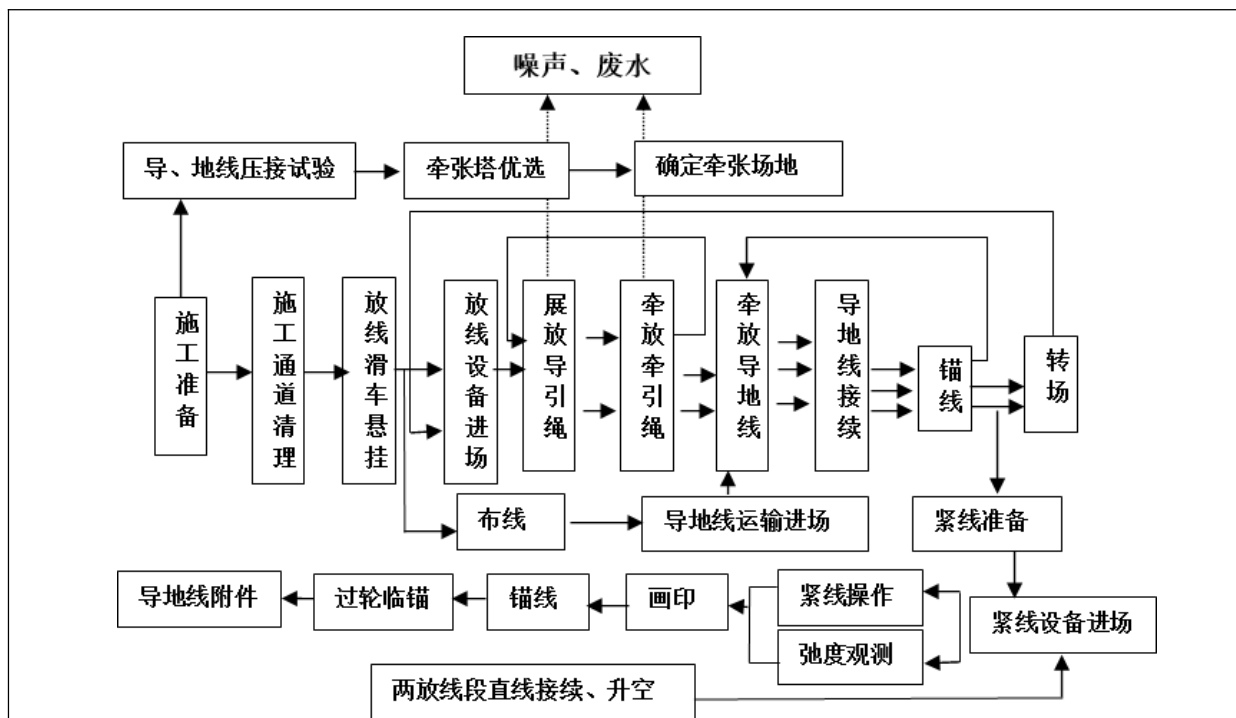 噪声、废水
导、地线压接试验
牵张塔优选
确定牵张场地
施工准备
施工通道清理
放线滑车悬挂
放线设备进场
展放导引绳
牵放牵引绳
牵放导地线
导地线接续
锚线
转场
布线
导地线运输进场
紧线准备
导地线附件
过轮临锚
锚线
画印
紧线操作
弛度观测
紧线设备进场
两放线段直线接续、升空